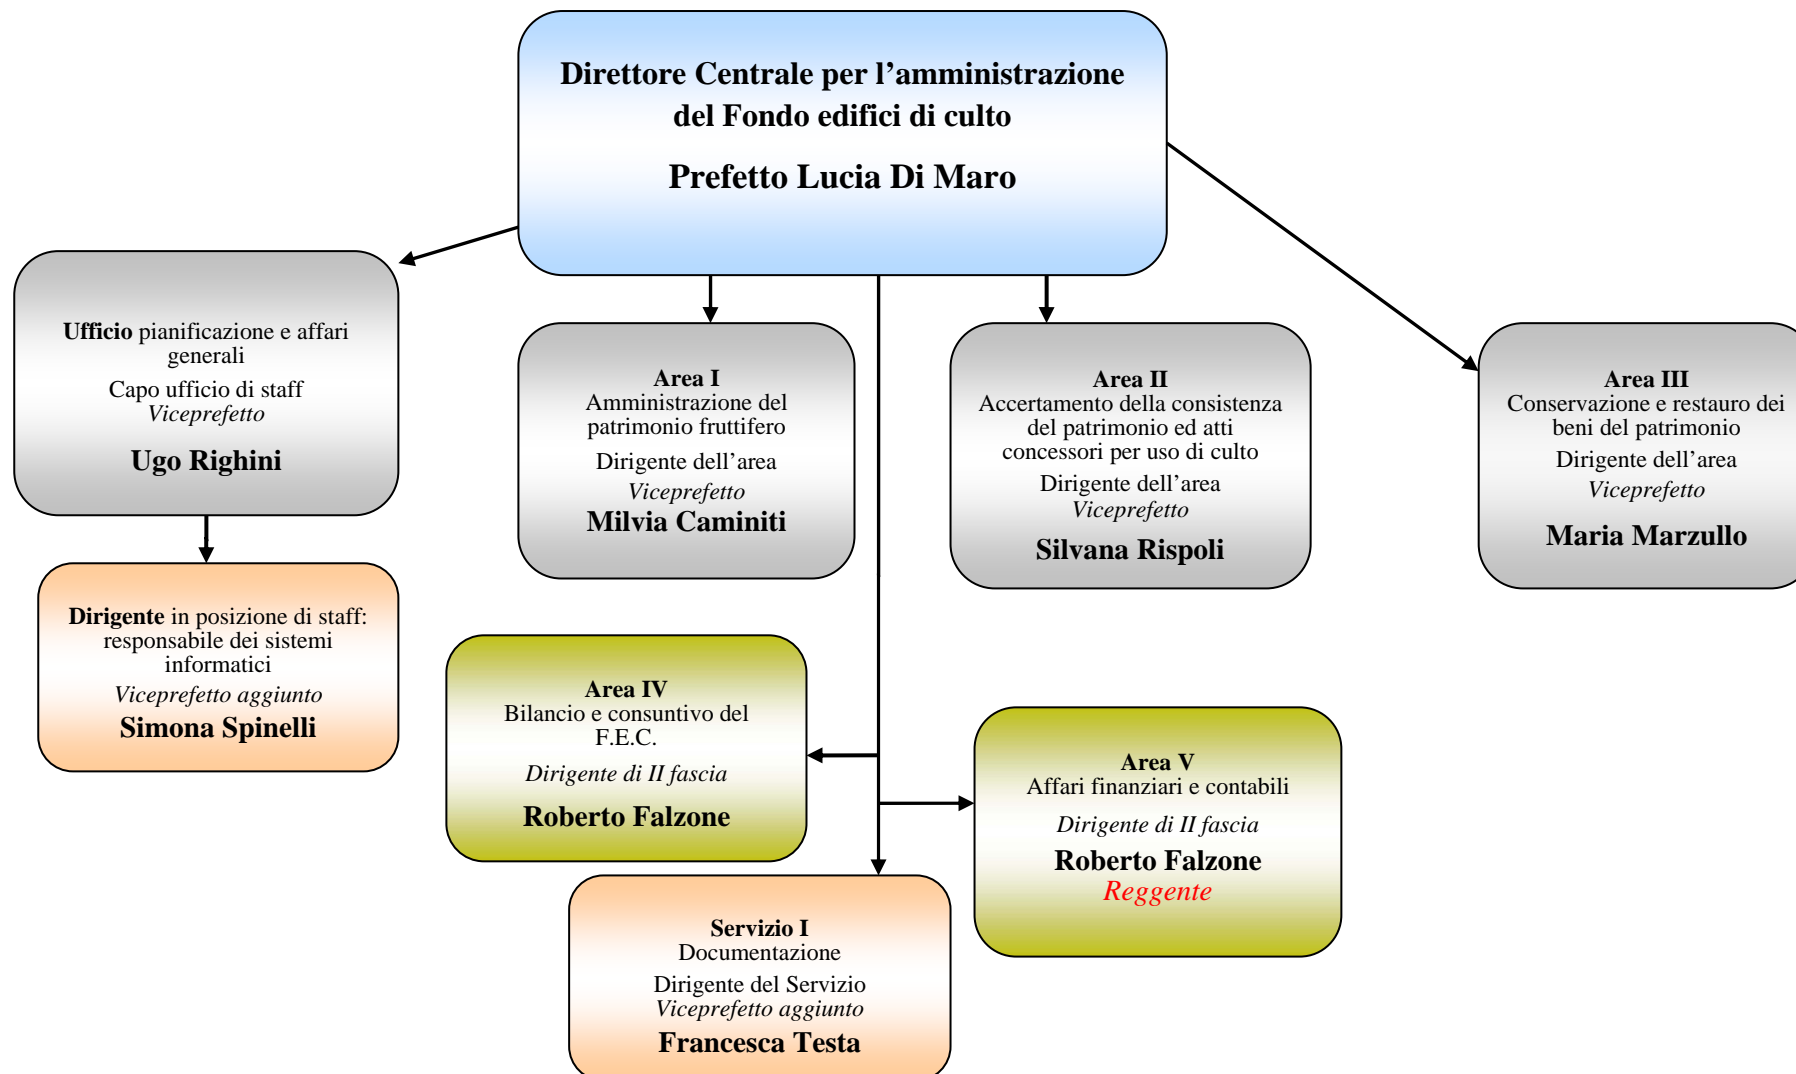 Direttore Centrale per l’amministrazione
del Fondo edifici di culto
Prefetto Lucia Di Maro
Ufficio pianificazione e affari
generali
Capo ufficio di staff
Viceprefetto
Ugo Righini
Area I
Amministrazione del
patrimonio fruttifero
Dirigente dell’area
Viceprefetto
Milvia Caminiti
Area II
Accertamento della consistenza
del patrimonio ed atti
concessori per uso di culto
Dirigente dell’area
Viceprefetto
Silvana Rispoli
Area III
Conservazione e restauro dei
beni del patrimonio
Dirigente dell’area
Viceprefetto
Maria Marzullo
Dirigente in posizione di staff:
responsabile dei sistemi
informatici
Viceprefetto aggiunto
Simona Spinelli
Area IV
Bilancio e consuntivo del
F.E.C.
Dirigente di II fascia
Roberto Falzone
Area V
Affari finanziari e contabili
Dirigente di II fascia
Roberto Falzone
Reggente
Servizio I
Documentazione
Dirigente del Servizio
Viceprefetto aggiunto
Francesca Testa